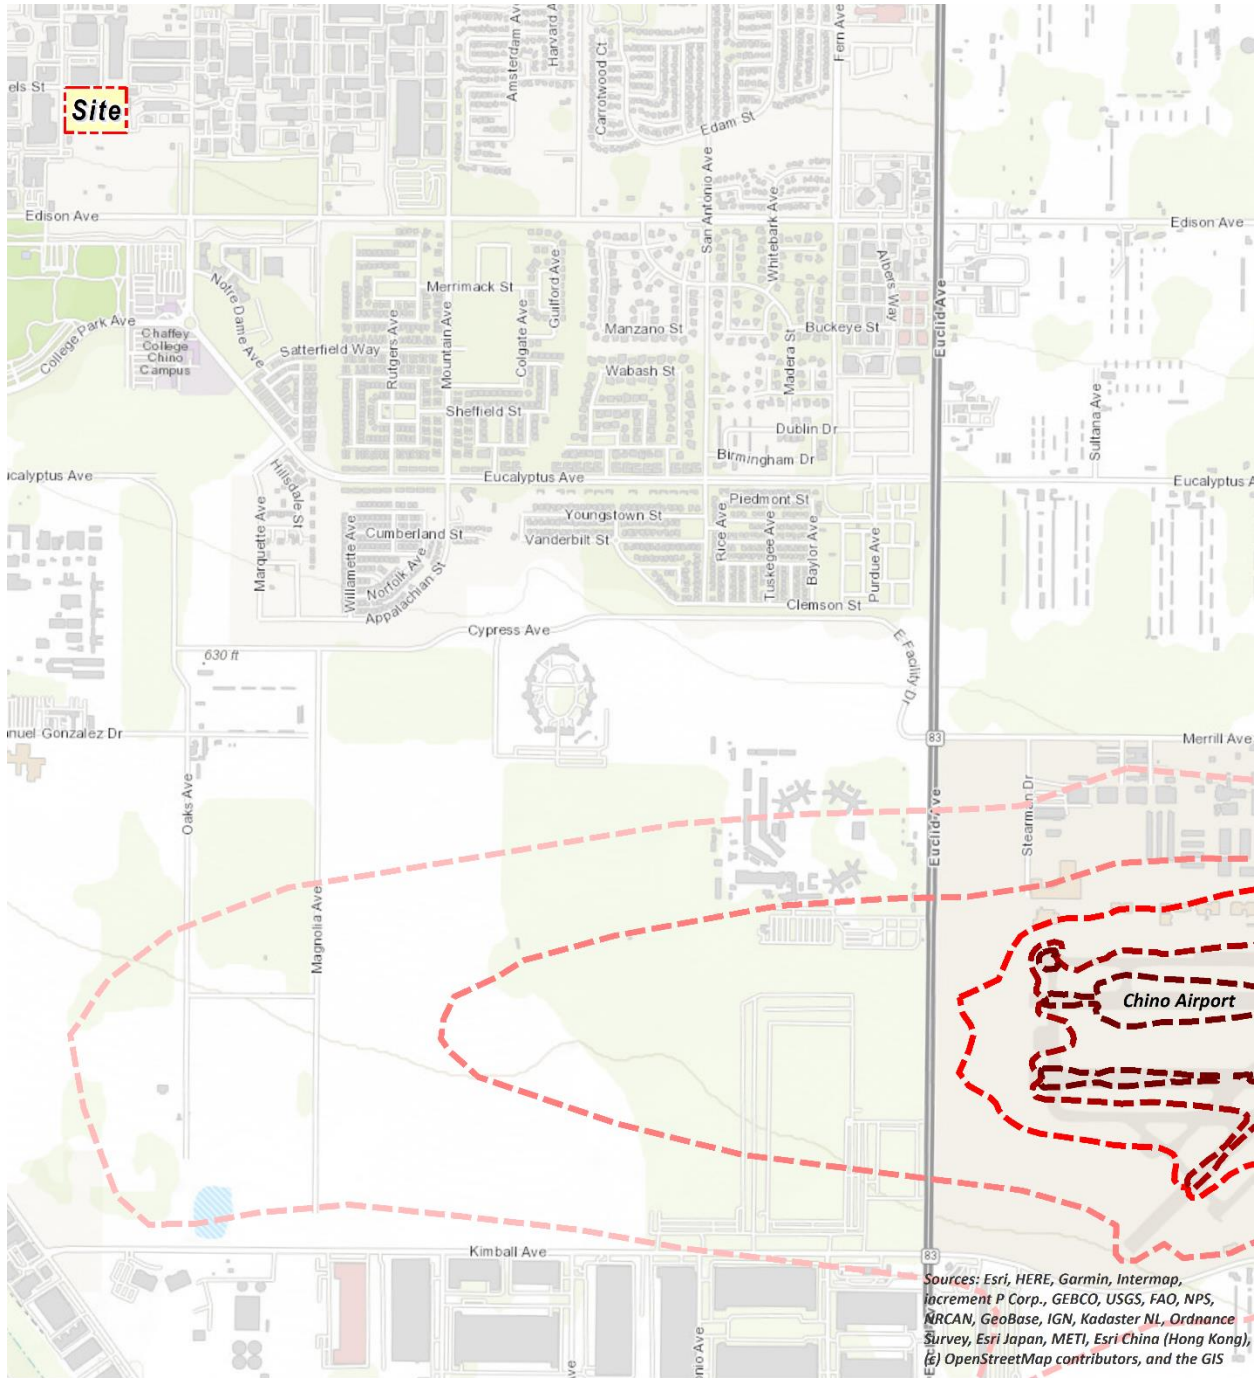 Amsterdam Av
Harvard A
Carrotwood Ct
Fern Ave
els St
Site
Edam St
San Antonio Ave
Whitebark Ave
Edison Ave
Edison Ave
Notre Dame Ave
Merrimack St
Guilford Ave
Albers Way
Euclid Ave
College Park Ave
Chaffey
College
Chino
Campus
Satterfield Way
Rutgers Ave
Mountain Ave
Colgate Ave
Manzano St
Buckeye St
Madera St
Wabash St
Sheffield St
Sultana Ave
Dublin Dr
Birmingham Dr
ucalyptus Ave
Hillsdale St
Eucalyptus Ave
Eucalyptus A
Marquette Ave
Piedmont St
Youngstown St
Willamette Ave
Cumberland St
Vanderbilt St
Rice Ave
Tuskegee Ave
Baylor Ave
Purdue Ave
Norfolk Ave
Appalachian St
Clemson St
Cypress Ave
E Facility Dr
630 ft
nuel Gonzalez Dr
83
Merrill Ave
Oaks Ave
Stearman Dr
Euclid Ave
Magnolia Ave
Chino Airport
Kimball Ave
83
Sources: Esri, HERE, Garmin, Intermap,
increment P Corp., GEBCO, USGS, FAO, NPS,
NRCAN, GeoBase, IGN, Kadaster NL, Ordnance
Survey, Esri Japan, METI, Esri China (Hong Kong),
(c) OpenStreetMap contributors, and the GIS
onio Ave
Ave